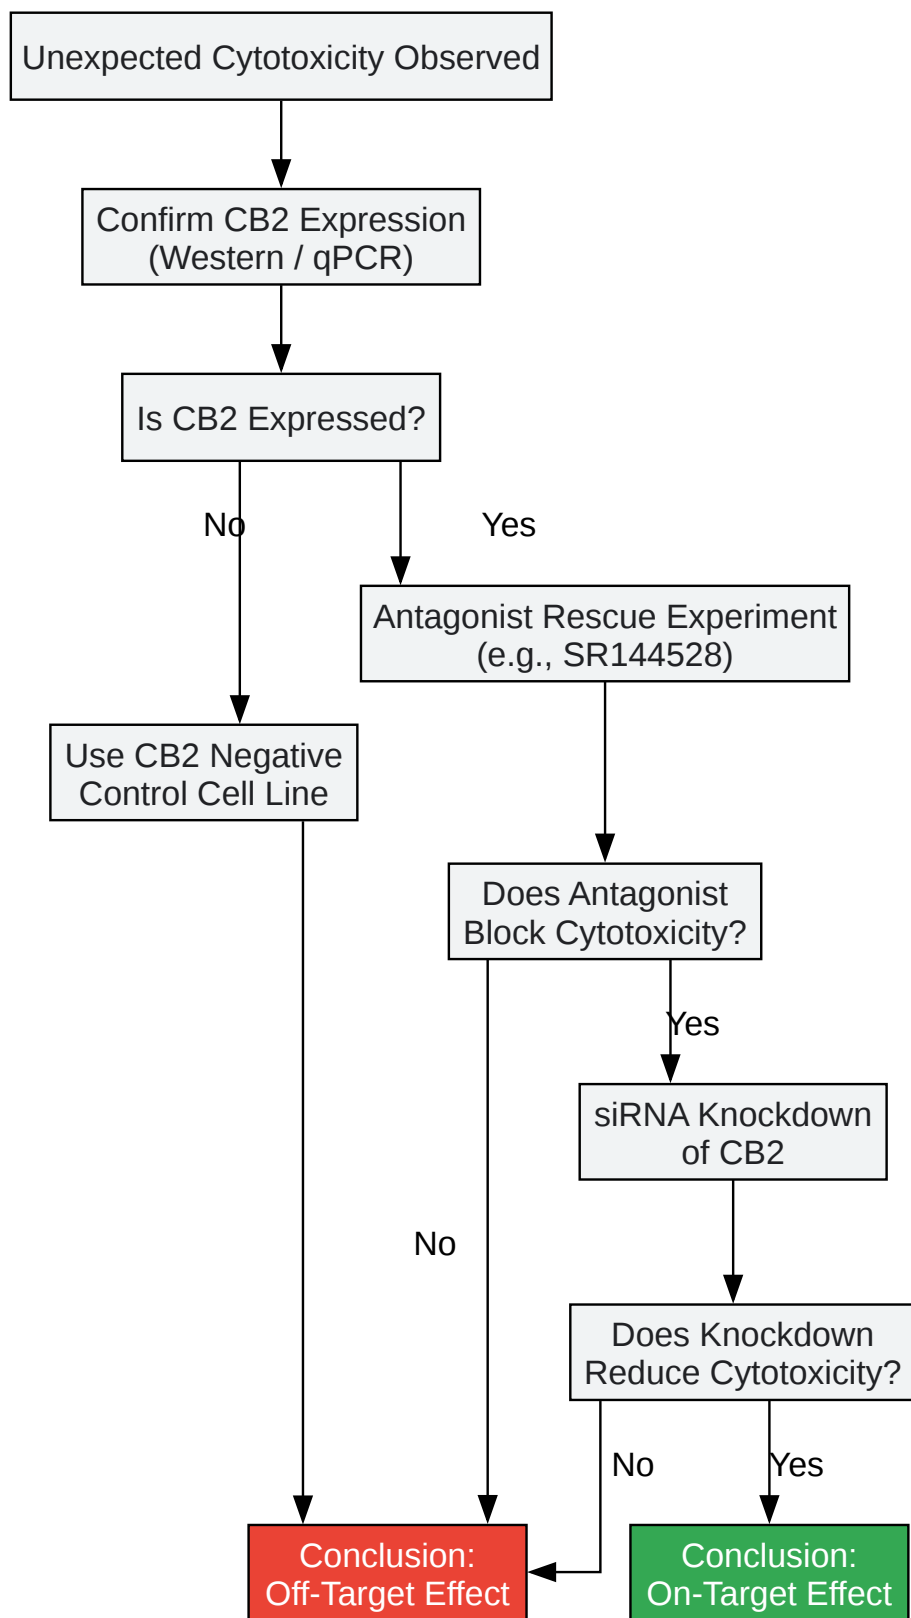 Unexpected Cytotoxicity Observed
Confirm CB2 Expression
(Western / qPCR)
Is CB2 Expressed?
No
Yes
Antagonist Rescue Experiment
(e.g., SR144528)
Use CB2 Negative
Control Cell Line
Does Antagonist
Block Cytotoxicity?
Yes
siRNA Knockdown
of CB2
No
Does Knockdown
Reduce Cytotoxicity?
No
Yes
Conclusion:
Off-Target Effect
Conclusion:
On-Target Effect